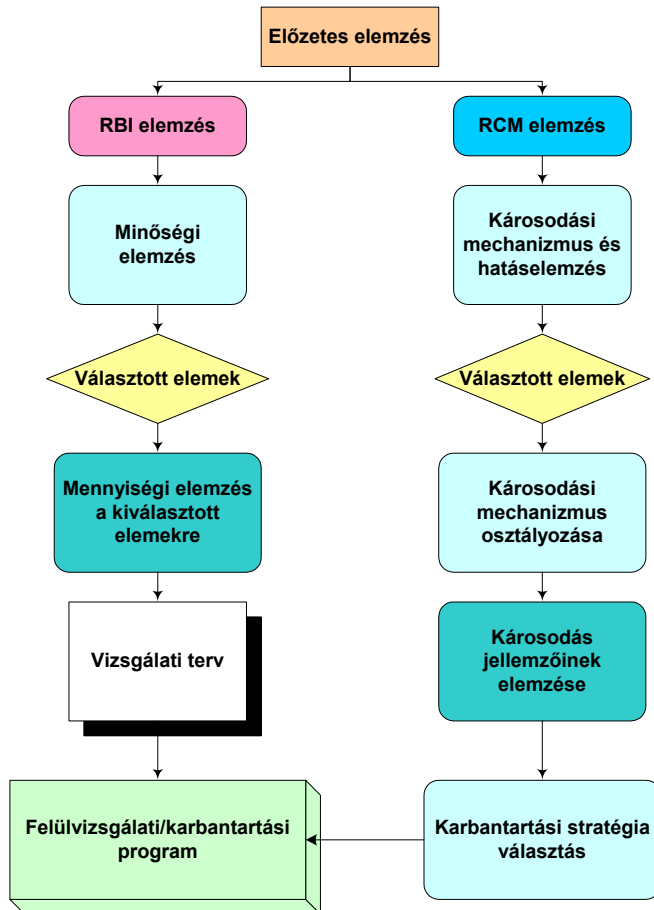 Előzetes elemzés
RBI elemzés
RCM elemzés
Minőségi
elemzés
Károsodási
mechanizmus és
hatáselemzés
Választott elemek
Választott elemek
Mennyiségi elemzés
a kiválasztott
elemekre
Károsodási
mechanizmus
osztályozása
Vizsgálati terv
Károsodás
jellemzőinek
elemzése
Felülvizsgálati/karbantartási
program
Karbantartási stratégia
választás